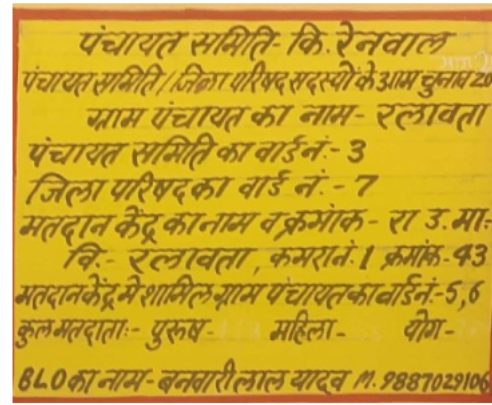 पंचायत समिति- कि. रेनवाल
पंचायत समिति / जिला परिषद सदस्यों के आम चुनाव 20
ग्राम पंचायत का नाम- रलावता
पंचायत समिति का वार्ड नं.- 3
जिला परिषद का वार्ड नं.- 7
मतदान केंद्र का नाम व क्रमांक- रा उ. मा.
वि.- रलावता, कमरा नं. 1 क्रमांक-43
मतदान केंद्र में शामिल ग्राम पंचायत का वार्ड नं.-5,6
कुल मतदाता:- पुरूष- महिला- योग-
BLO का नाम- बनवारी लाल यादव M. 9887029106